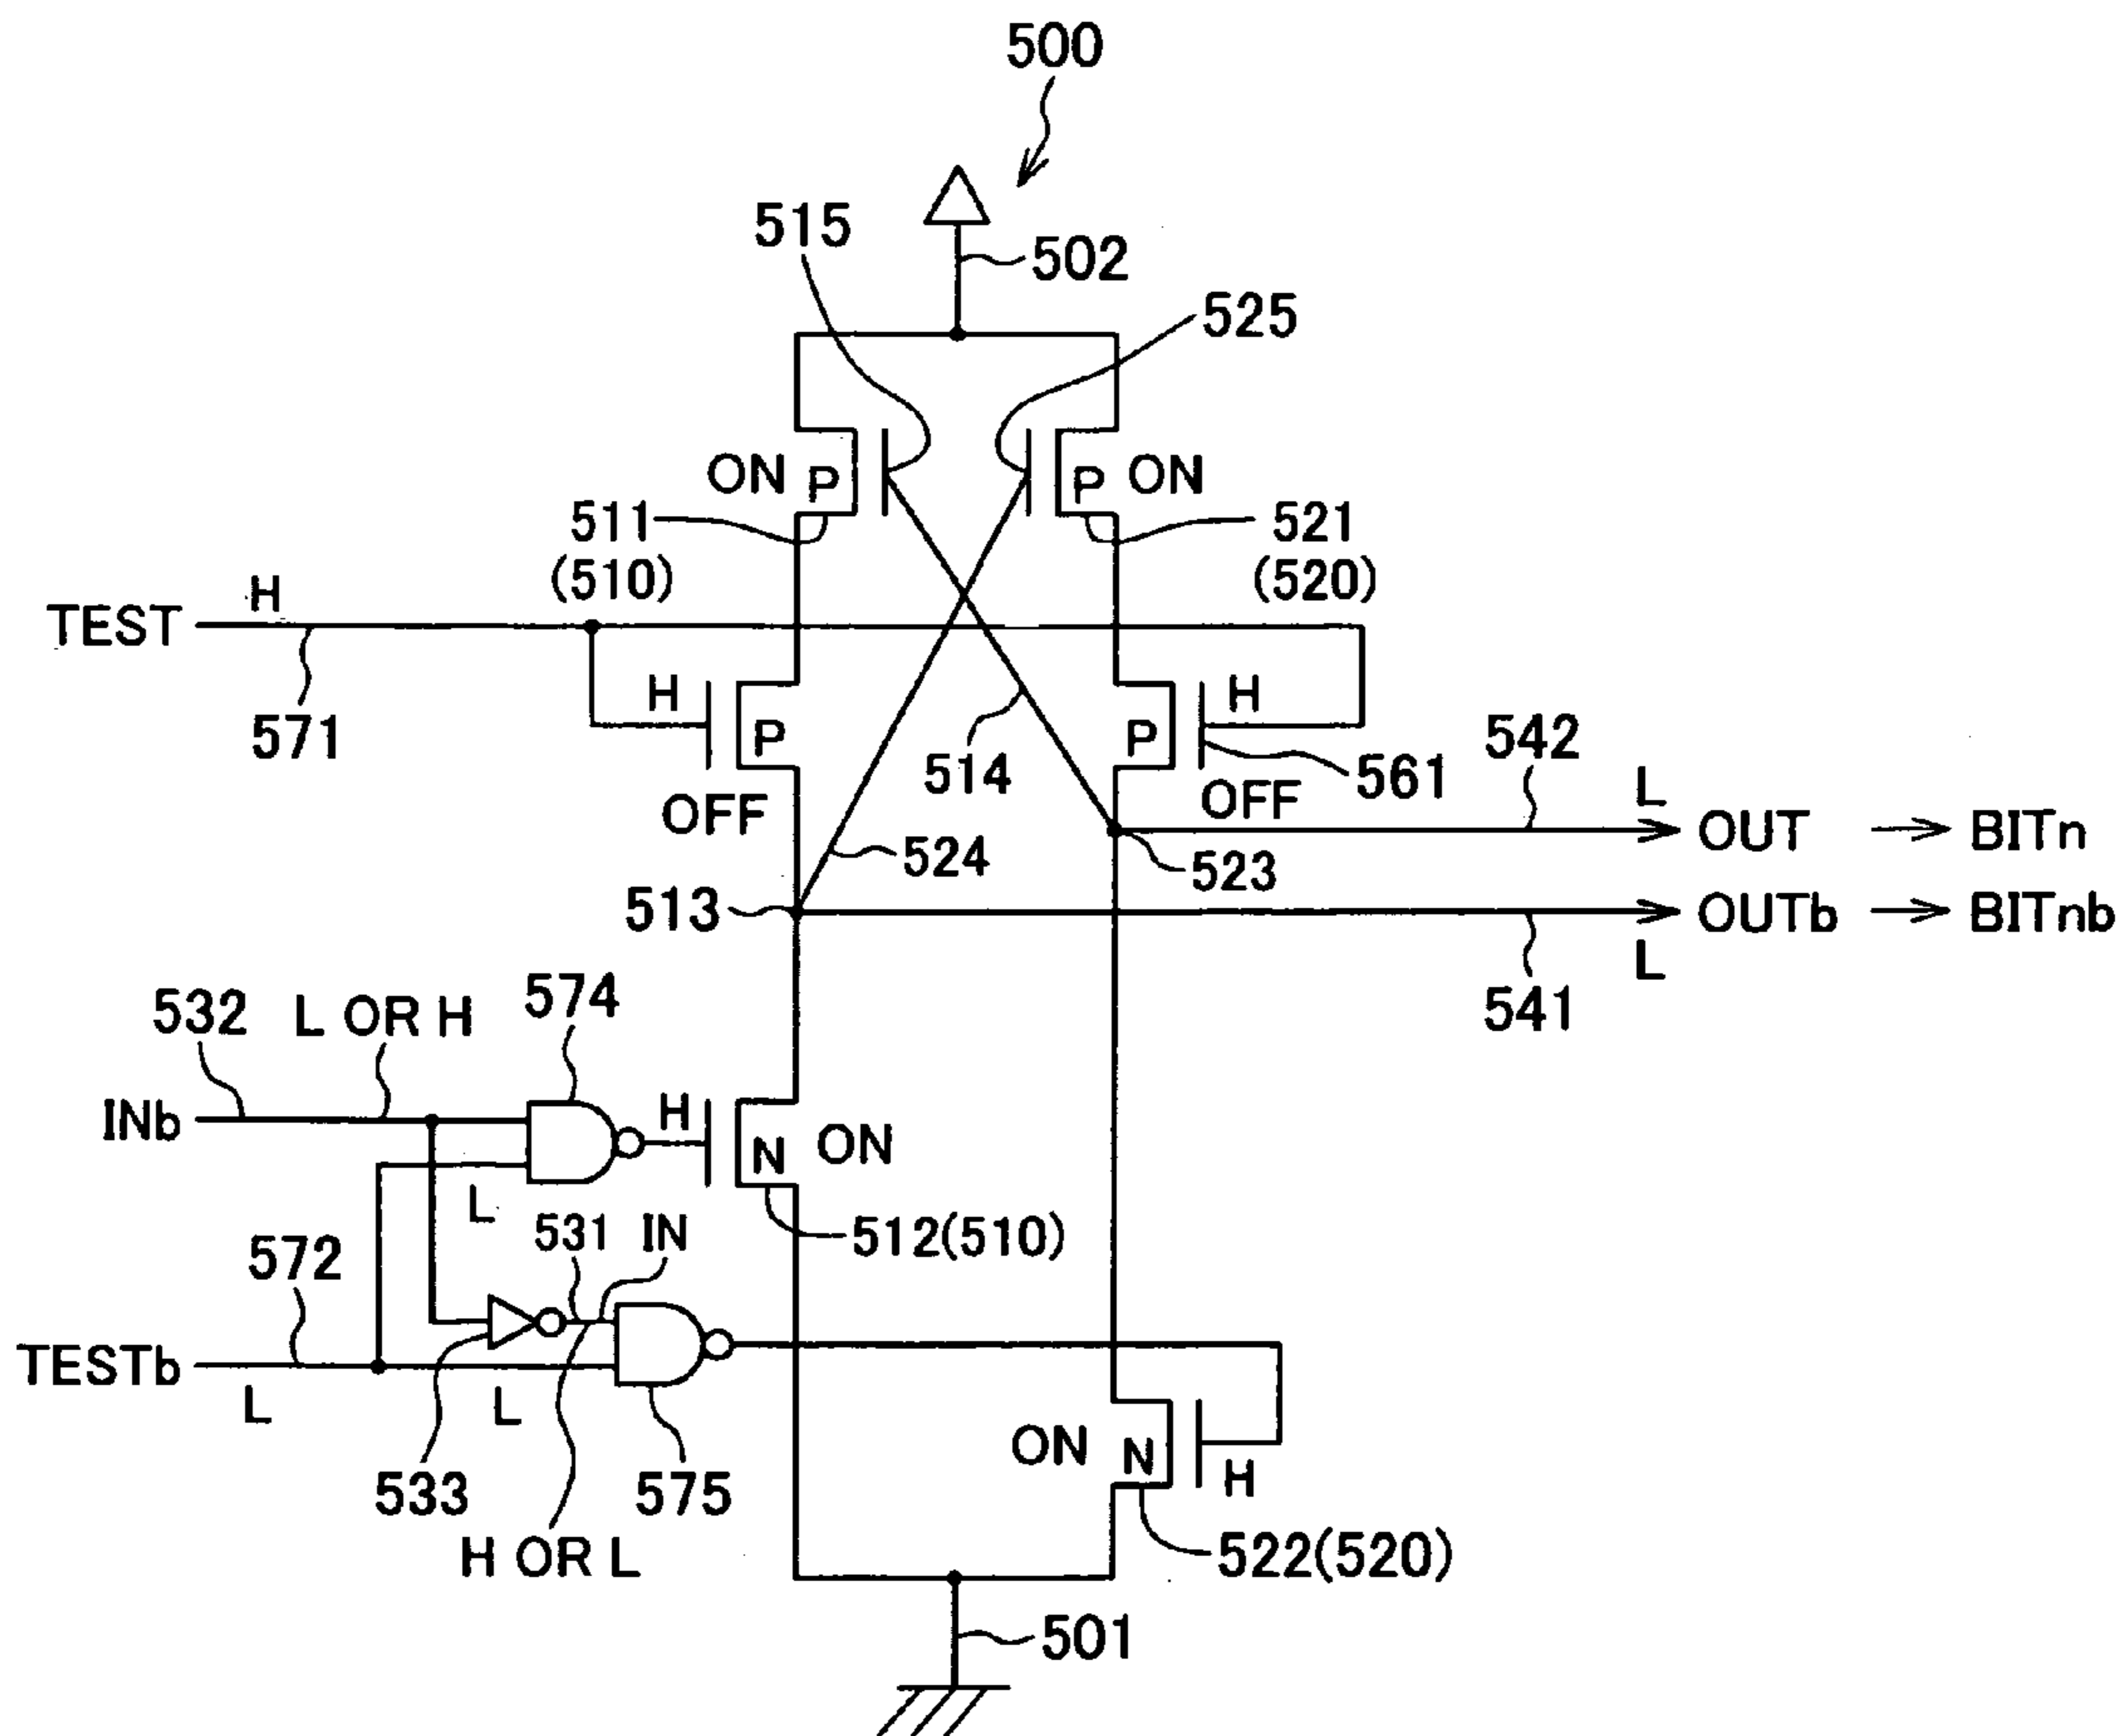 500
515
502
525
ON P
P ON
511
(510)
521
(520)
H
TEST
571
H
P
OFF
514
P
H
561
OFF
542
L
OUT
BITn
524
523
513
OUTb
BITnb
L
541
532
L OR H
574
INb
H
N
ON
L
512(510)
531
IN
572
TESTb
L
L
533
575
H OR L
ON
N
H
522(520)
501